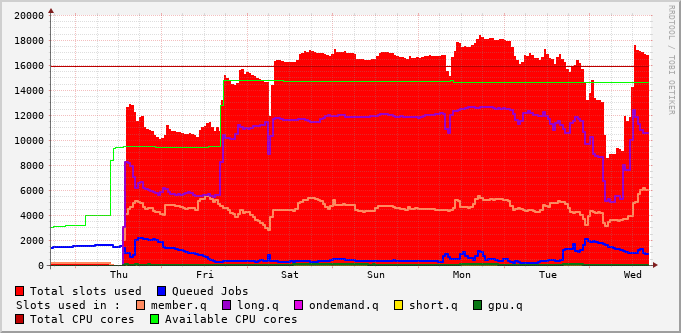 20000
18000
16000
14000
12000
10000
8000
6000
4000
2000
0
Thu Fri Sat Sun Mon Tue Wed
RRDTOOL / TOBI OETIKER
Total slots used Queued Jobs
Slots used in : member.q long.q ondemand.q short.q gpu.q
Total CPU cores Available CPU cores